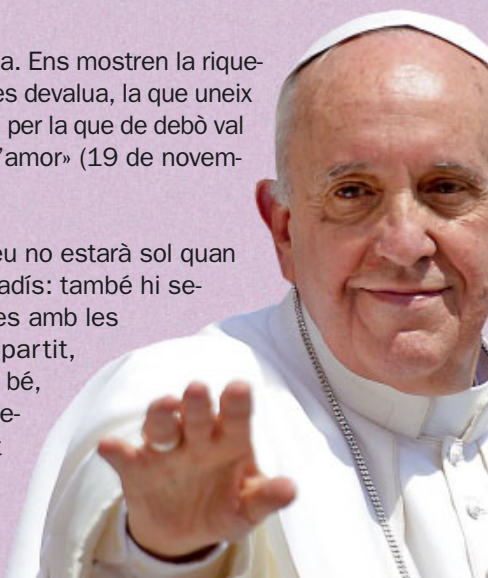 a. Ens mostren la rique-
es devalua, la que uneix
per la que de debò val
’amor» (19 de novem-
eu no estarà sol quan
adís: també hi se-
es amb les
partit,
bé,
e-